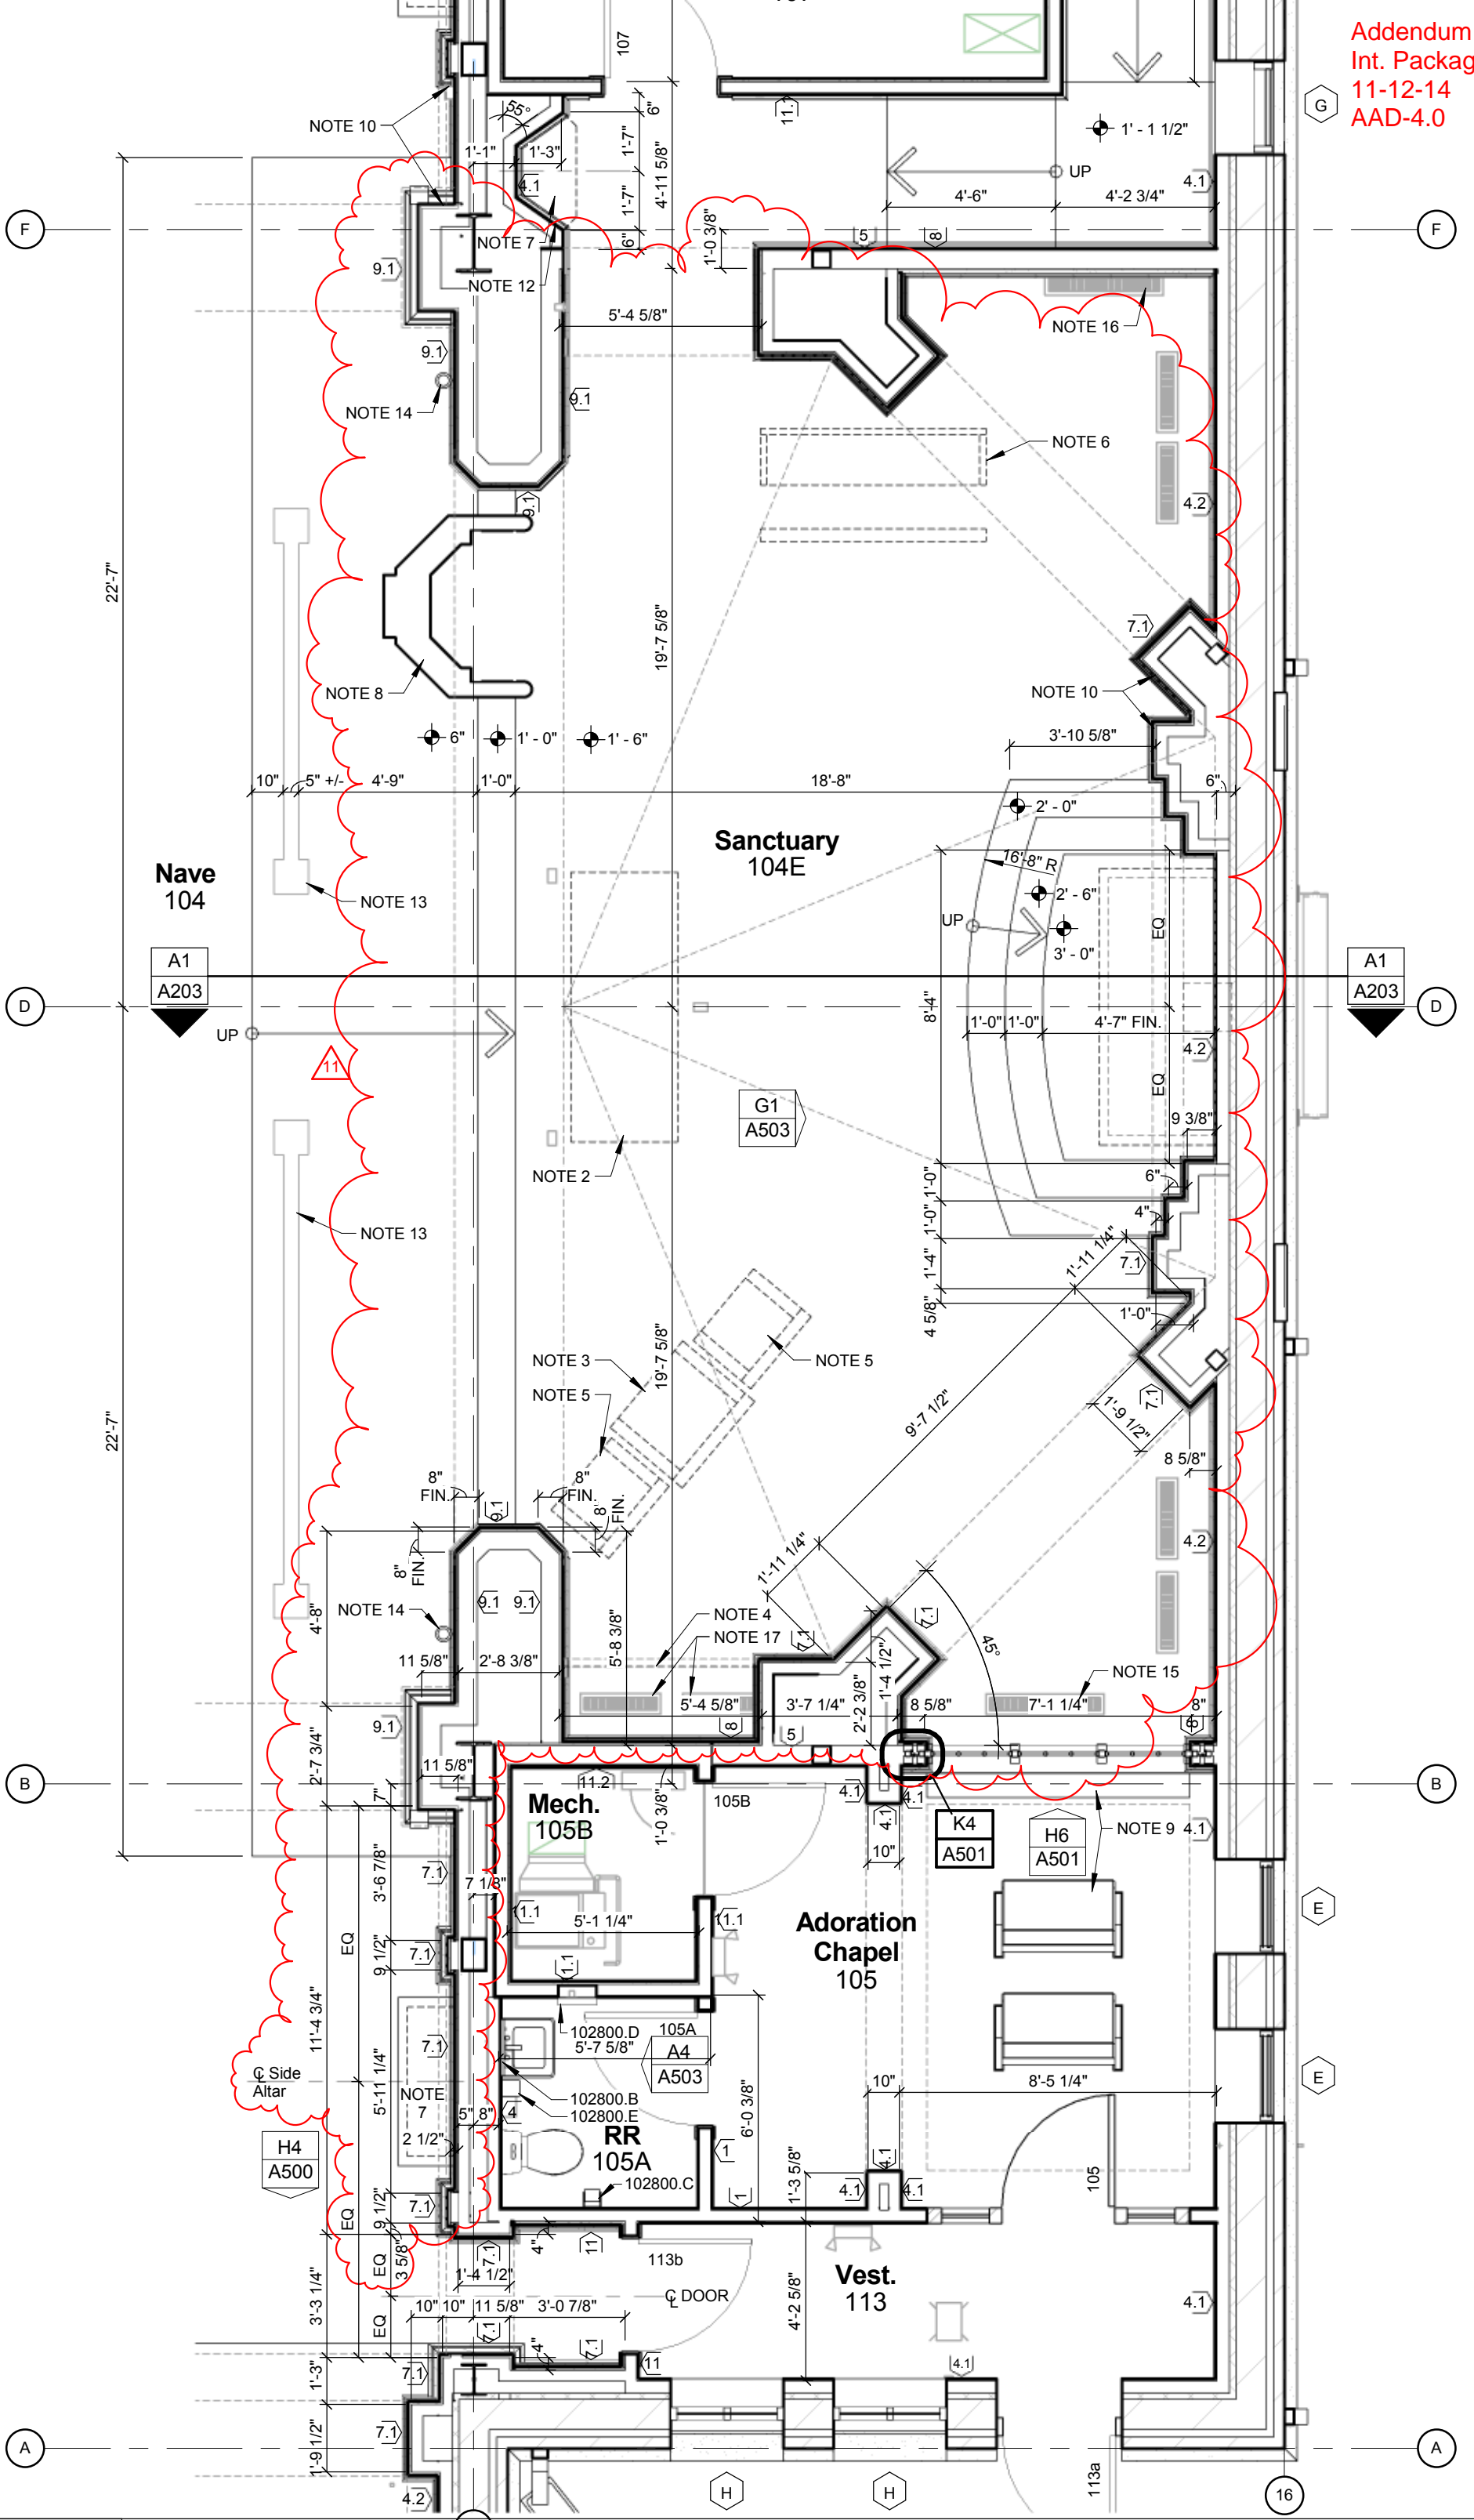 Addendum
Int. Packag
11-12-14
AAD-4.0
G
107
NOTE 10
55°
6"
1'-1"
1'-3"
1'-7"
4'-11 5/8"
11.1
1' - 1 1/2"
UP
4.1
4.1
4'-6"
4'-2 3/4"
1'-7"
F
F
NOTE 7
6"
1'-0 3/8"
5
8
9.1
NOTE 12
5'-4 5/8"
NOTE 16
9.1
NOTE 14
9.1
NOTE 6
4.2
9.1
22'-7"
19'-7 5/8"
7.1
NOTE 8
NOTE 10
6"
1' - 0"
1' - 6"
3'-10 5/8"
10"
5" +/-
4'-9"
1'-0"
18'-8"
6"
2' - 0"
Sanctuary
104E
16'-8" R
Nave
104
NOTE 13
2' - 6"
UP
EQ
3' - 0"
A1
A203
A1
A203
D
D
8'-4"
UP
1'-0"
1'-0"
4'-7" FIN.
4.2
11
EQ
G1
A503
9 3/8"
NOTE 2
6"
1'-0"
4"
1'-0"
NOTE 13
1'-11 1/4"
7.1
1'-4"
4 5/8"
1'-0"
NOTE 3
NOTE 5
19'-7 5/8"
NOTE 5
9'-7 1/2"
7.1
1'-9 1/2"
22'-7"
8 5/8"
8"
FIN.
8"
FIN.
9.1
8"
FIN.
4.2
8"
FIN.
1'-11 1/4"
9.1
9.1
NOTE 14
NOTE 4
7.1
4'-8"
NOTE 17
7.1
5'-8 3/8"
45°
11 5/8"
2'-8 3/8"
1'-4 1/2"
NOTE 15
5'-4 5/8"
3'-7 1/4"
2'-2 3/8"
8 5/8"
7'-1 1/4"
8"
9.1
8
5
8
2'-7 3/4"
11 5/8"
B
B
7"
11.2
Mech.
105B
1'-0 3/8"
105B
4.1
4.1
4.1
K4
A501
H6
A501
NOTE 9
4.1
10"
3'-6 7/8"
7.1
7 1/8"
11.1
5'-1 1/4"
11.1
E
Adoration
Chapel
105
EQ
9 1/2"
7.1
1.1
11'-4 3/4"
102800.D
105A
5'-7 5/8"
A4
A503
7.1
℄ Side
Altar
10"
8'-5 1/4"
E
NOTE
7
5'-11 1/4"
102800.B
102800.E
5"
8"
4
6'-0 3/8"
RR
105A
2 1/2"
1
H4
A500
102800.C
1'-3 5/8"
4.1
4.1
4.1
105
7.1
9 1/2"
1
EQ
3 5/8"
EQ
4"
11
7.1
113b
1'-4 1/2"
Vest.
113
℄ DOOR
4'-2 5/8"
4.1
3'-3 1/4"
10"
10"
11 5/8"
3'-0 7/8"
EQ
7.1
7.1
4"
11
4.1
7.1
1'-3"
7.1
1'-9 1/2"
A
A
4.2
H
H
113a
16